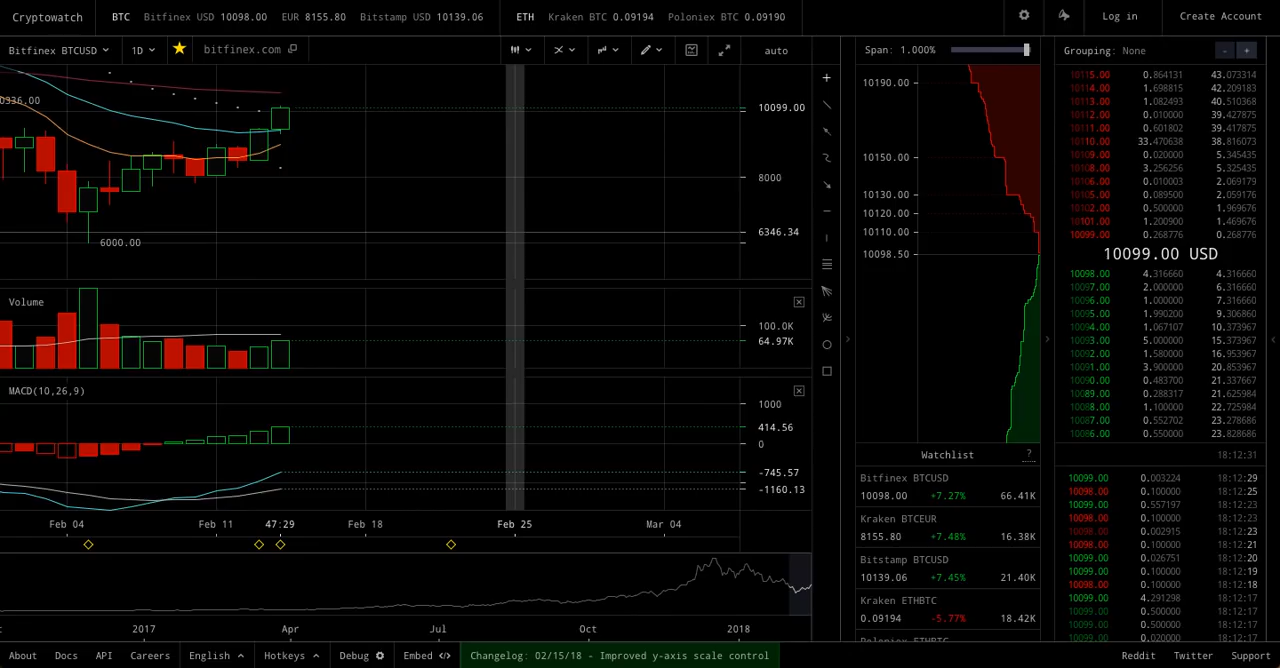 Cryptowatch BTC Bitfinex USD 10098.00 EUR 8155.80 Bitstamp USD 10139.06 ETH Kraken BTC 0.09194 Poloniex BTC 0.09190 Log in Create Account
Bitfinex BTCUSD 1D bitfinex.com auto
0336.00
10099.00
8000
6346.34
6000.00
Volume
100.0K
64.97K
MACD(10,26,9)
1000
414.56
0
-745.57
-1160.13
Feb 04 Feb 11 47:29 Feb 18 Feb 25 Mar 04
2017 Apr Jul Oct 2018
Span: 1.000%
10190.00
10150.00
10130.00
10120.00
10110.00
10098.50
Watchlist ?
Bitfinex BTCUSD
10098.00 +7.27% 66.41K
Kraken BTCEUR
8155.80 +7.48% 16.38K
Bitstamp BTCUSD
10139.06 +7.45% 21.40K
Kraken ETHBTC
0.09194 -5.77% 18.42K
Poloniex ETHBTC
Grouping: None - +
10115.00 0.864131 43.073314
10114.00 1.698815 42.209183
10113.00 1.082493 40.510368
10112.00 0.010000 39.427875
10111.00 0.601802 39.417875
10110.00 33.470638 38.816073
10109.00 0.020000 5.345435
10108.00 3.256256 5.325435
10106.00 0.010003 2.069179
10105.00 0.089500 2.059176
10102.00 0.500000 1.969676
10101.00 1.200900 1.469676
10099.00 0.268776 0.268776
10099.00 USD
10098.00 4.316660 4.316660
10097.00 2.000000 6.316660
10096.00 1.000000 7.316660
10095.00 1.990200 9.306860
10094.00 1.067107 10.373967
10093.00 5.000000 15.373967
10092.00 1.580000 16.953967
10091.00 3.900000 20.853967
10090.00 0.483700 21.337667
10089.00 0.288317 21.625984
10088.00 1.100000 22.725984
10087.00 0.552702 23.278686
10086.00 0.550000 23.828686
18:12:31
10099.00 0.003224 18:12:29
10098.00 0.100000 18:12:25
10099.00 0.557197 18:12:23
10098.00 0.100000 18:12:23
10098.00 0.002915 18:12:23
10098.00 0.100000 18:12:21
10099.00 0.026751 18:12:20
10099.00 0.100000 18:12:19
10098.00 0.100000 18:12:18
10099.00 4.291298 18:12:17
10099.00 0.500000 18:12:17
10099.00 0.500000 18:12:17
10099.00 0.020000 18:12:17
About Docs API Careers English Hotkeys Debug Embed Changelog: 02/15/18 - Improved y-axis scale control Reddit Twitter Support